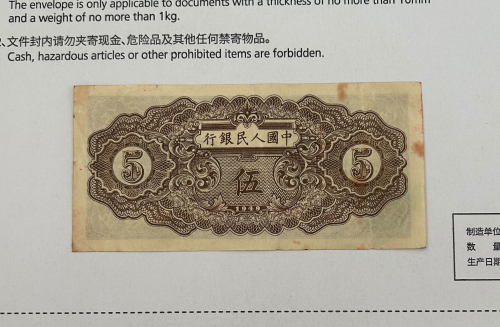 The envelope is only applicable to documents with a thickness of no more than 10mm
and a weight of no more than 1kg.
2、文件封内请勿夹寄现金、危险品及其他任何禁寄物品。
Cash, hazardous articles or other prohibited items are forbidden.
中國人民銀行
5 伍 5
制造单位
数 量
生产日期